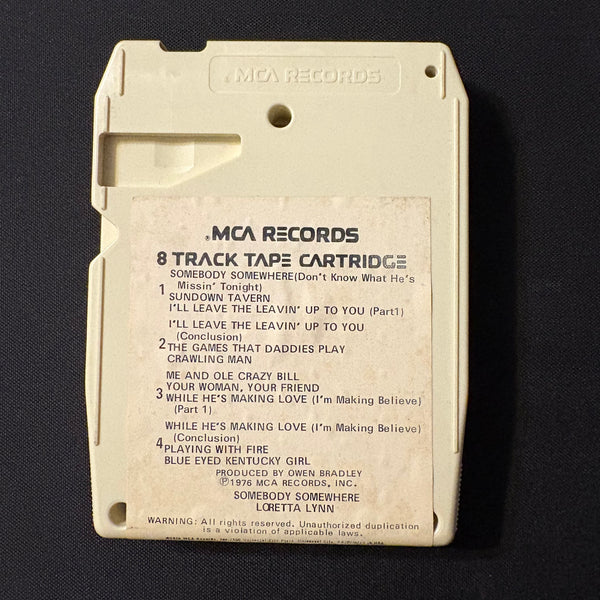 MCA RECORDS
®MCA RECORDS
8 TRACK TAPE CARTRIDGE
SOMEBODY SOMEWHERE(Don't Know What He's
Missin' Tonight)
1 SUNDOWN TAVERN
I'LL LEAVE THE LEAVIN' UP TO YOU (Part1)
I'LL LEAVE THE LEAVIN' UP TO YOU
(Conclusion)
2 THE GAMES THAT DADDIES PLAY
CRAWLING MAN
ME AND OLE CRAZY BILL
YOUR WOMAN, YOUR FRIEND
3 WHILE HE'S MAKING LOVE (I'm Making Believe)
(Part 1)
WHILE HE'S MAKING LOVE (I'm Making Believe)
(Conclusion)
4 PLAYING WITH FIRE
BLUE EYED KENTUCKY GIRL
PRODUCED BY OWEN BRADLEY
℗1976 MCA RECORDS, INC.
SOMEBODY SOMEWHERE
LORETTA LYNN
WARNING: All rights reserved. Unauthorized duplication
is a violation of applicable laws.